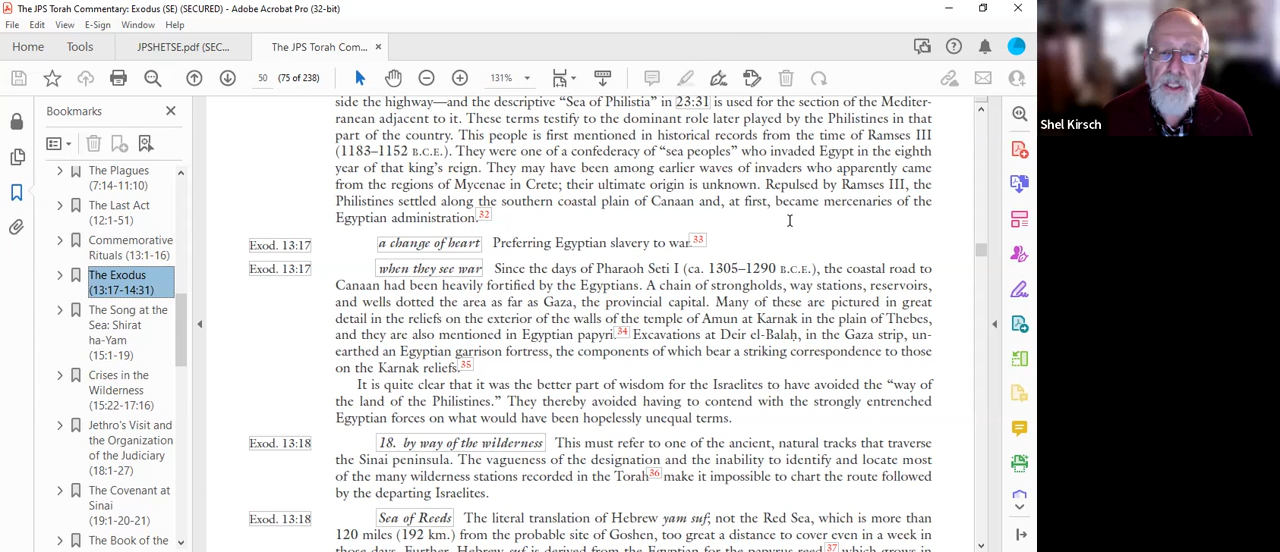 The JPS Torah Commentary: Exodus (SE) (SECURED) - Adobe Acrobat Pro (32-bit)
File Edit View E-Sign Window Help
Home Tools JPSHETSE.pdf (SEC... The JPS Torah Com... ×
50 (75 of 238) 131%
Bookmarks
The Plagues
(7:14-11:10)
The Last Act
(12:1-51)
Commemorative
Rituals (13:1-16)
The Exodus
(13:17-14:31)
The Song at the
Sea: Shirat
ha-Yam
(15:1-19)
Crises in the
Wilderness
(15:22-17:16)
Jethro's Visit and
the Organization
of the Judiciary
(18:1-27)
The Covenant at
Sinai
(19:1-20-21)
The Book of the
side the highway—and the descriptive “Sea of Philistia” in 23:31 is used for the section of the Mediter-
ranean adjacent to it. These terms testify to the dominant role later played by the Philistines in that
part of the country. This people is first mentioned in historical records from the time of Ramses III
(1183–1152 B.C.E.). They were one of a confederacy of “sea peoples” who invaded Egypt in the eighth
year of that king’s reign. They may have been among earlier waves of invaders who apparently came
from the regions of Mycenae in Crete; their ultimate origin is unknown. Repulsed by Ramses III, the
Philistines settled along the southern coastal plain of Canaan and, at first, became mercenaries of the
Egyptian administration.32
Exod. 13:17 a change of heart Preferring Egyptian slavery to war.33
Exod. 13:17 when they see war Since the days of Pharaoh Seti I (ca. 1305–1290 B.C.E.), the coastal road to
Canaan had been heavily fortified by the Egyptians. A chain of strongholds, way stations, reservoirs,
and wells dotted the area as far as Gaza, the provincial capital. Many of these are pictured in great
detail in the reliefs on the exterior of the walls of the temple of Amun at Karnak in the plain of Thebes,
and they are also mentioned in Egyptian papyri.34 Excavations at Deir el-Balaḥ, in the Gaza strip, un-
earthed an Egyptian garrison fortress, the components of which bear a striking correspondence to those
on the Karnak reliefs.35
It is quite clear that it was the better part of wisdom for the Israelites to have avoided the “way of
the land of the Philistines.” They thereby avoided having to contend with the strongly entrenched
Egyptian forces on what would have been hopelessly unequal terms.
Exod. 13:18 18. by way of the wilderness This must refer to one of the ancient, natural tracks that traverse
the Sinai peninsula. The vagueness of the designation and the inability to identify and locate most
of the many wilderness stations recorded in the Torah36 make it impossible to chart the route followed
by the departing Israelites.
Exod. 13:18 Sea of Reeds The literal translation of Hebrew yam suf; not the Red Sea, which is more than
120 miles (192 km.) from the probable site of Goshen, too great a distance to cover even in a week in
those days. Further, Hebrew suf is derived from the Egyptian for the papyrus reed,37 which grows in
Shel Kirsch